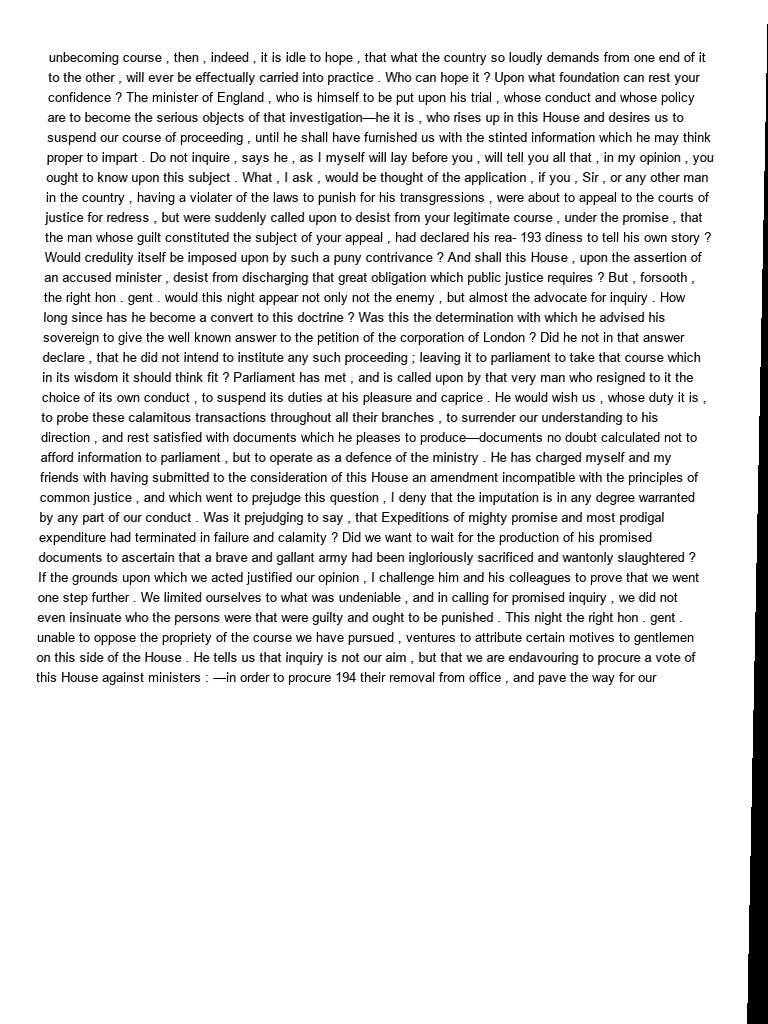 unbecoming course , then , indeed , it is idle to hope , that what the country so loudly demands from one end of it
to the other , will ever be effectually carried into practice . Who can hope it ? Upon what foundation can rest your
confidence ? The minister of England , who is himself to be put upon his trial , whose conduct and whose policy
are to become the serious objects of that investigation—he it is , who rises up in this House and desires us to
suspend our course of proceeding , until he shall have furnished us with the stinted information which he may think
proper to impart . Do not inquire , says he , as I myself will lay before you , will tell you all that , in my opinion , you
ought to know upon this subject . What , I ask , would be thought of the application , if you , Sir , or any other man
in the country , having a violater of the laws to punish for his transgressions , were about to appeal to the courts of
justice for redress , but were suddenly called upon to desist from your legitimate course , under the promise , that
the man whose guilt constituted the subject of your appeal , had declared his rea- 193 diness to tell his own story ?
Would credulity itself be imposed upon by such a puny contrivance ? And shall this House , upon the assertion of
an accused minister , desist from discharging that great obligation which public justice requires ? But , forsooth ,
the right hon . gent . would this night appear not only not the enemy , but almost the advocate for inquiry . How
long since has he become a convert to this doctrine ? Was this the determination with which he advised his
sovereign to give the well known answer to the petition of the corporation of London ? Did he not in that answer
declare , that he did not intend to institute any such proceeding ; leaving it to parliament to take that course which
in its wisdom it should think fit ? Parliament has met , and is called upon by that very man who resigned to it the
choice of its own conduct , to suspend its duties at his pleasure and caprice . He would wish us , whose duty it is ,
to probe these calamitous transactions throughout all their branches , to surrender our understanding to his
direction , and rest satisfied with documents which he pleases to produce—documents no doubt calculated not to
afford information to parliament , but to operate as a defence of the ministry . He has charged myself and my
friends with having submitted to the consideration of this House an amendment incompatible with the principles of
common justice , and which went to prejudge this question , I deny that the imputation is in any degree warranted
by any part of our conduct . Was it prejudging to say , that Expeditions of mighty promise and most prodigal
expenditure had terminated in failure and calamity ? Did we want to wait for the production of his promised
documents to ascertain that a brave and gallant army had been ingloriously sacrificed and wantonly slaughtered ?
If the grounds upon which we acted justified our opinion , I challenge him and his colleagues to prove that we went
one step further . We limited ourselves to what was undeniable , and in calling for promised inquiry , we did not
even insinuate who the persons were that were guilty and ought to be punished . This night the right hon . gent .
unable to oppose the propriety of the course we have pursued , ventures to attribute certain motives to gentlemen
on this side of the House . He tells us that inquiry is not our aim , but that we are endavouring to procure a vote of
this House against ministers : —in order to procure 194 their removal from office , and pave the way for our